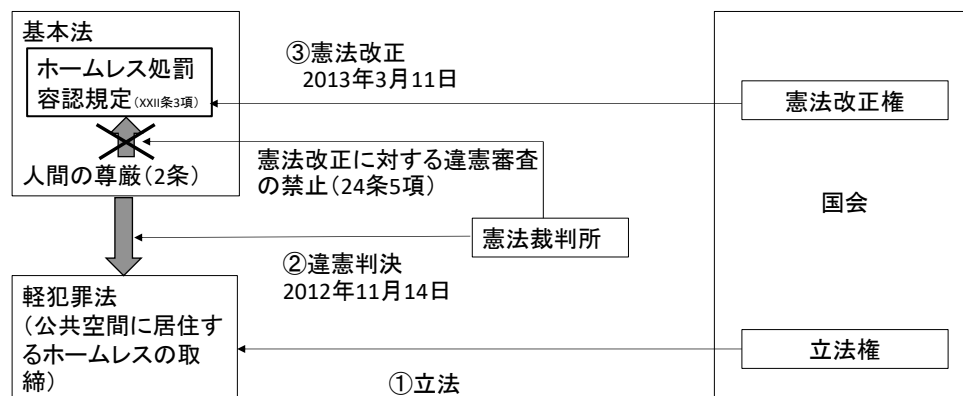 基本法
ホームレス処罰
容認規定(XXII条3項)
人間の尊厳(2条)
③憲法改正
2013年3月11日
憲法改正に対する違憲審査
の禁止(24条5項)
憲法裁判所
②違憲判決
2012年11月14日
軽犯罪法
(公共空間に居住す
るホームレスの取
締)
①立法
憲法改正権
国会
立法権